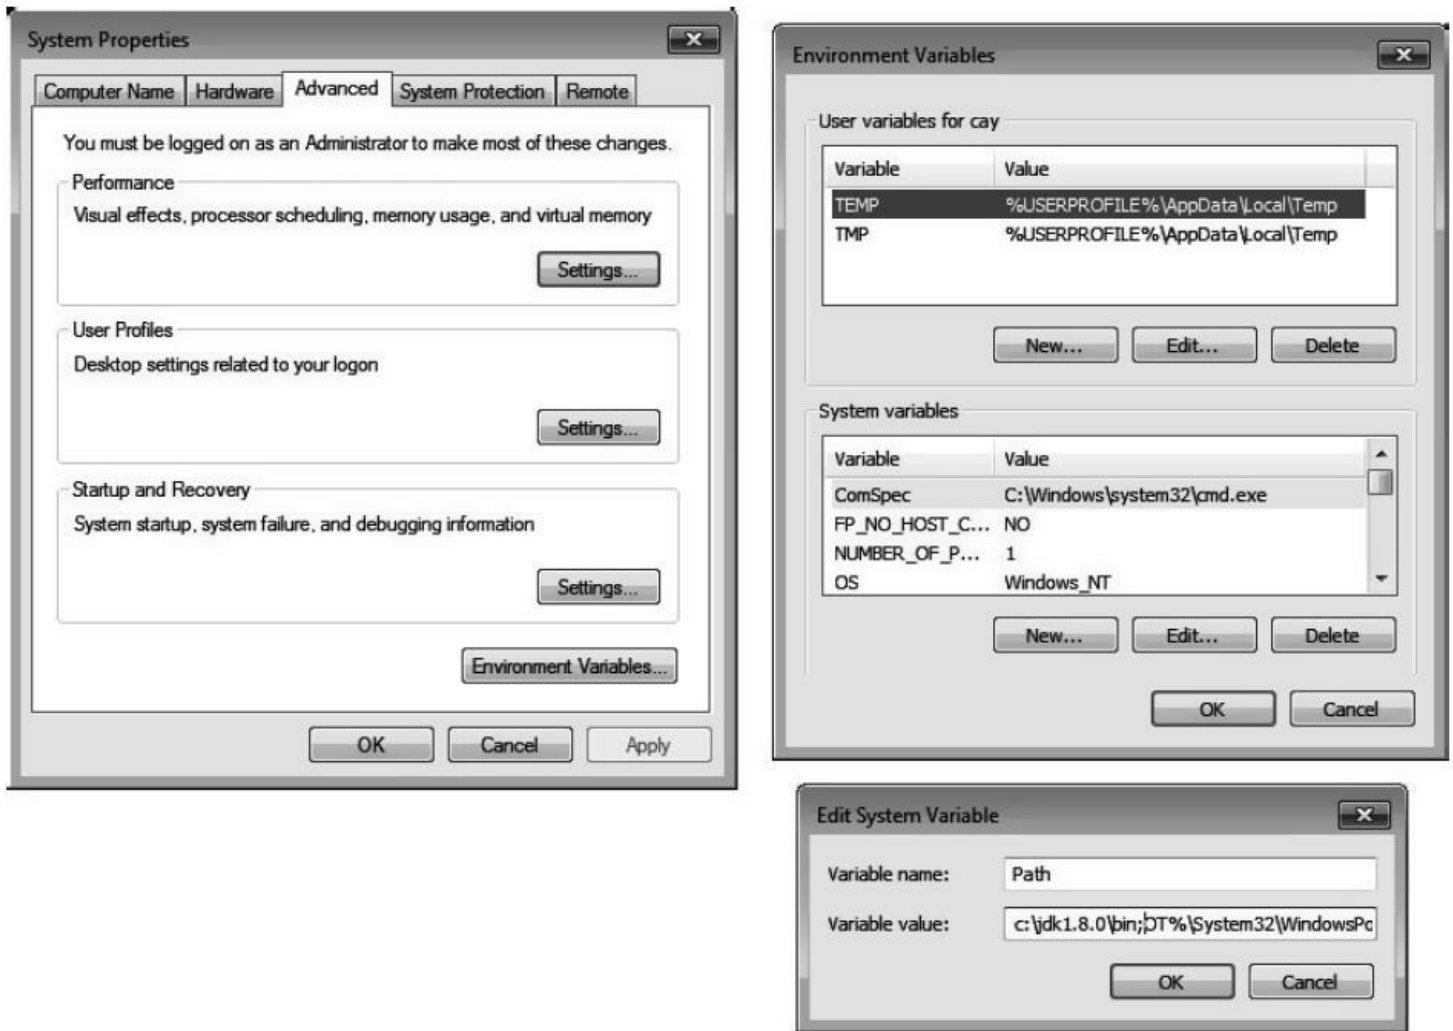 System Properties
Computer Name Hardware Advanced System Protection Remote
You must be logged on as an Administrator to make most of these changes.
Performance
Visual effects, processor scheduling, memory usage, and virtual memory
Settings...
User Profiles
Desktop settings related to your logon
Settings...
Startup and Recovery
System startup, system failure, and debugging information
Settings...
Environment Variables...
OK Cancel Apply
Environment Variables
User variables for cay
Variable Value
TEMP %USERPROFILE%\AppData\Local\Temp
TMP %USERPROFILE%\AppData\Local\Temp
New... Edit... Delete
System variables
Variable Value
ComSpec C:\Windows\system32\cmd.exe
FP_NO_HOST_C... NO
NUMBER_OF_P... 1
OS Windows_NT
New... Edit... Delete
OK Cancel
Edit System Variable
Variable name: Path
Variable value: c:\jdk1.8.0\bin;OT%\System32\WindowsPo
OK Cancel